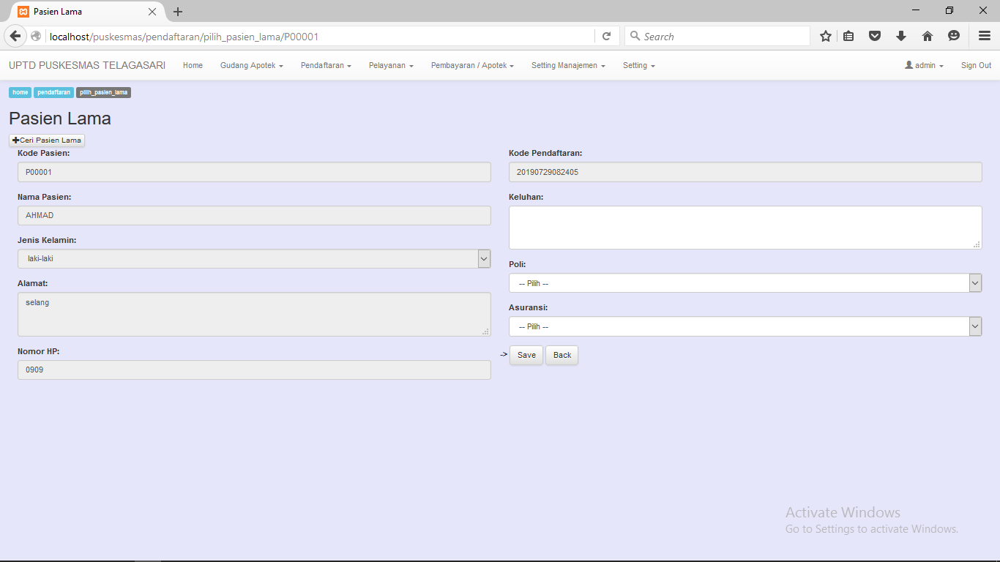 Pasien Lama
localhost/puskesmas/pendaftaran/pilih_pasien_lama/P00001
Search
UPTD PUSKESMAS TELAGASARI Home Gudang Apotek Pendaftaran Pelayanan Pembayaran / Apotek Setting Manajemen Setting admin Sign Out
home pendaftaran pilih_pasien_lama
Pasien Lama
Ceri Pasien Lama
Kode Pasien:
P00001
Nama Pasien:
AHMAD
Jenis Kelamin:
laki-laki
Alamat:
selang
Nomor HP:
0909
Kode Pendaftaran:
20190729082405
Keluhan:
Poli:
-- Pilih --
Asuransi:
-- Pilih --
-> Save Back
Activate Windows
Go to Settings to activate Windows.